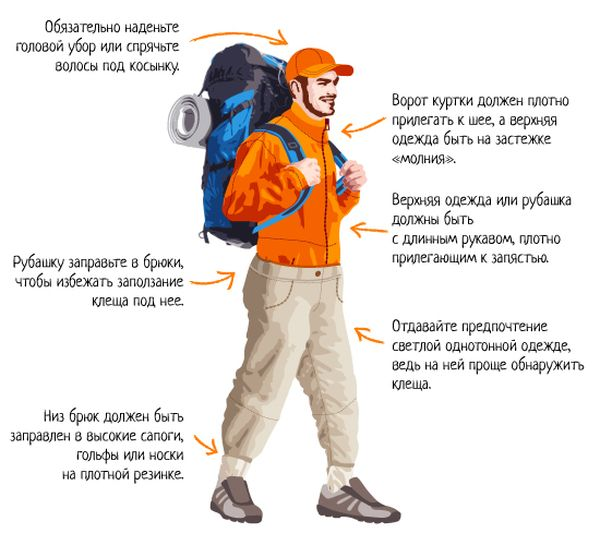 Обязательно наденьте
головой убор или спрячьте
волосы под косынку.
Ворот куртки должен плотно
прилегать к шее, а верхняя
одежда быть на застежке
«молния».
Верхняя одежда или рубашка
должны быть
с длинным рукавом, плотно
прилегающим к запястью.
Рубашку заправьте в брюки,
чтобы избежать заползание
клеща под нее.
Отдавайте предпочтение
светлой однотонной одежде,
ведь на ней проще обнаружить
клеща.
Низ брюк должен быть
заправлен в высокие сапоги,
гольфы или носки
на плотной резинке.